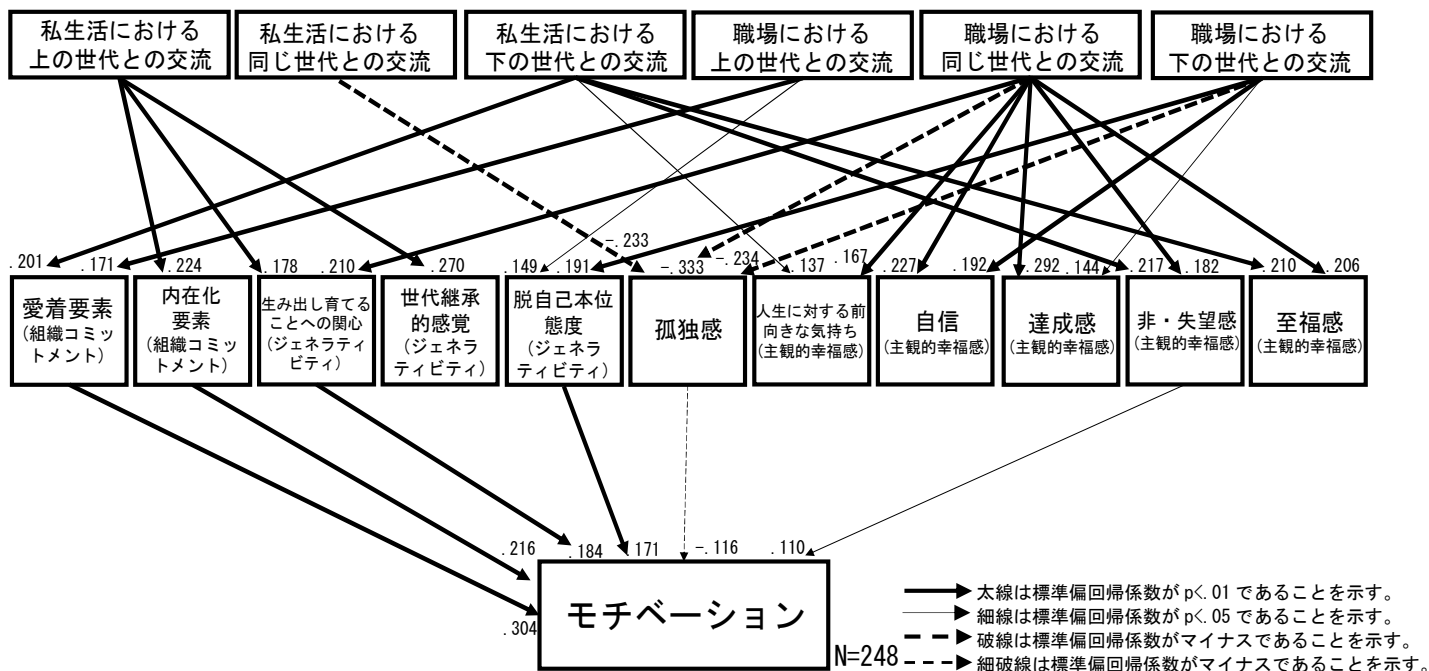 私生活における
上の世代との交流
私生活における
同じ世代との交流
私生活における
下の世代との交流
職場における
上の世代との交流
職場における
同じ世代との交流
職場における
下の世代との交流
.201
.171
.224
.178
.210
.270
.149
.191
-.233
-.333
-.234
.137
.167
.227
.192
.292
.144
.217
.182
.210
.206
愛着要素
(組織コミッ
トメント)
内在化
要素
(組織コミッ
トメント)
生み出し育てる
ことへの関心
(ジェネラティ
ビティ)
世代継承
的感覚
(ジェネラ
ティビティ)
脱自己本位
態度
(ジェネラ
ティビティ)
孤独感
人生に対する前
向きな気持ち
(主観的幸福感)
自信
(主観的幸福感)
達成感
(主観的幸福感)
非・失望感
(主観的幸福感)
至福感
(主観的幸福感)
.216
.184
.171
-.116
.110
.304
モチベーション
N=248
太線は標準偏回帰係数が p<.01 であることを示す。
細線は標準偏回帰係数が p<.05 であることを示す。
破線は標準偏回帰係数がマイナスであることを示す。
細破線は標準偏回帰係数がマイナスであることを示す。